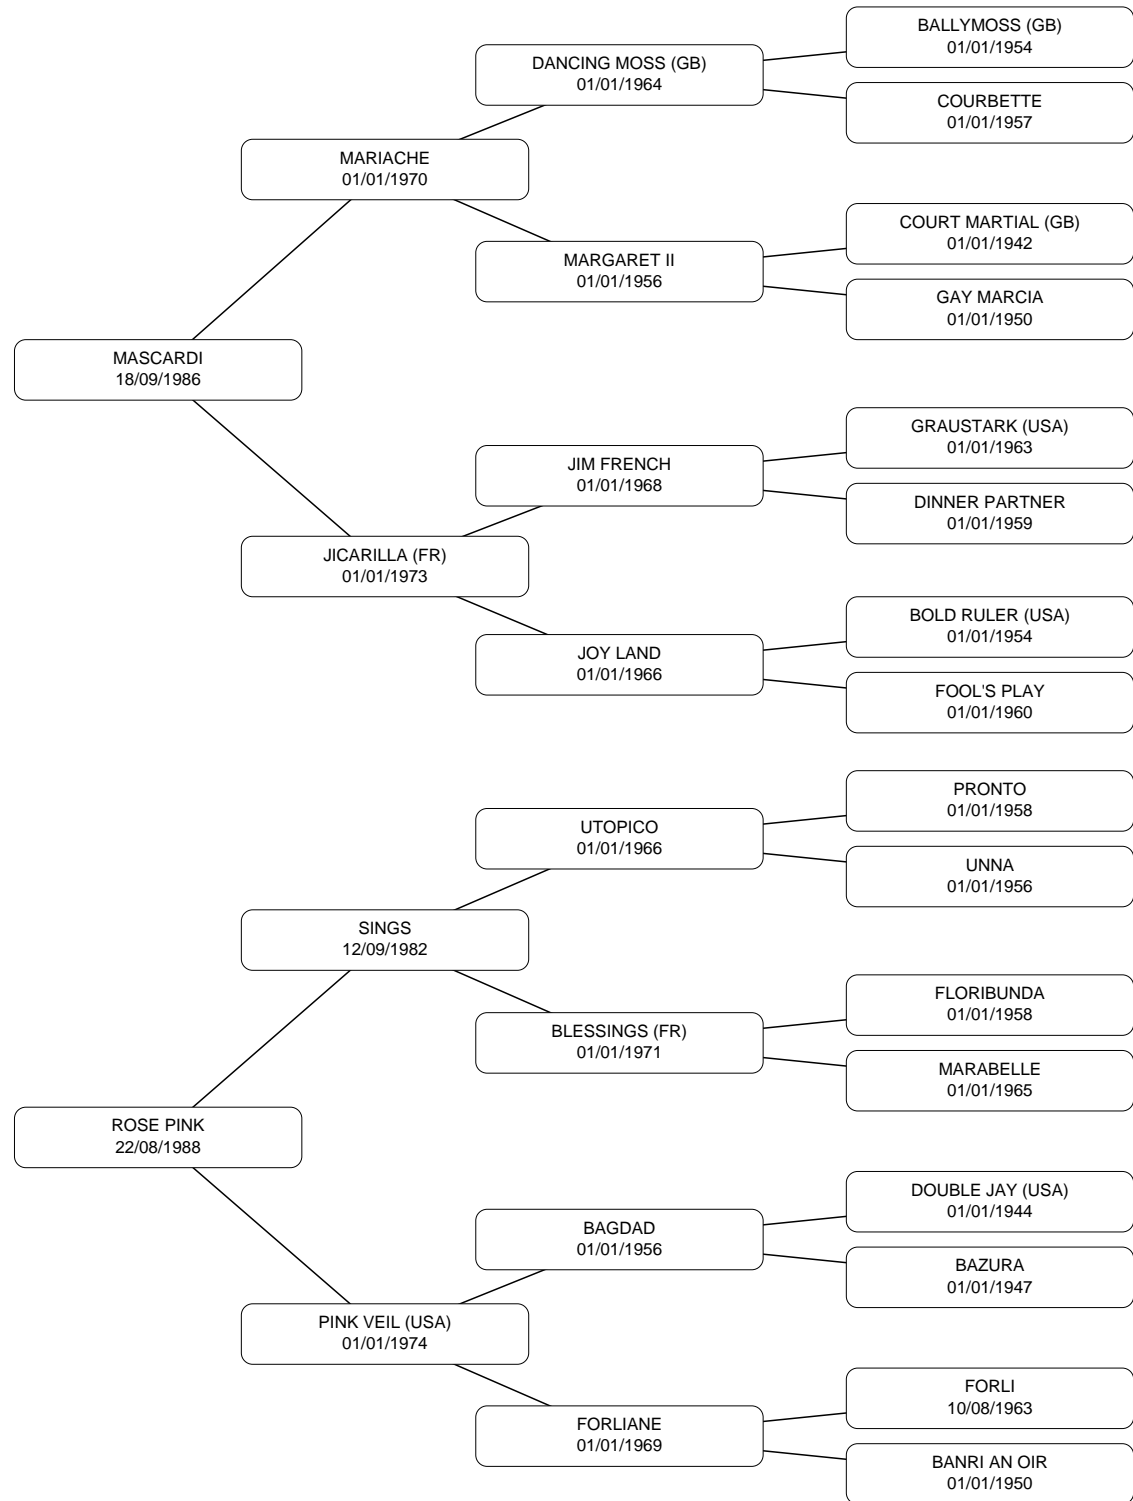 BALLYMOSS (GB)
01/01/1954
DANCING MOSS (GB)
01/01/1964
COURBETTE
01/01/1957
MARIACHE
01/01/1970
COURT MARTIAL (GB)
01/01/1942
MARGARET II
01/01/1956
GAY MARCIA
01/01/1950
MASCARDI
18/09/1986
GRAUSTARK (USA)
01/01/1963
JIM FRENCH
01/01/1968
DINNER PARTNER
01/01/1959
JICARILLA (FR)
01/01/1973
BOLD RULER (USA)
01/01/1954
JOY LAND
01/01/1966
FOOL'S PLAY
01/01/1960
PRONTO
01/01/1958
UTOPICO
01/01/1966
UNNA
01/01/1956
SINGS
12/09/1982
FLORIBUNDA
01/01/1958
BLESSINGS (FR)
01/01/1971
MARABELLE
01/01/1965
ROSE PINK
22/08/1988
DOUBLE JAY (USA)
01/01/1944
BAGDAD
01/01/1956
BAZURA
01/01/1947
PINK VEIL (USA)
01/01/1974
FORLI
10/08/1963
FORLIANE
01/01/1969
BANRI AN OIR
01/01/1950